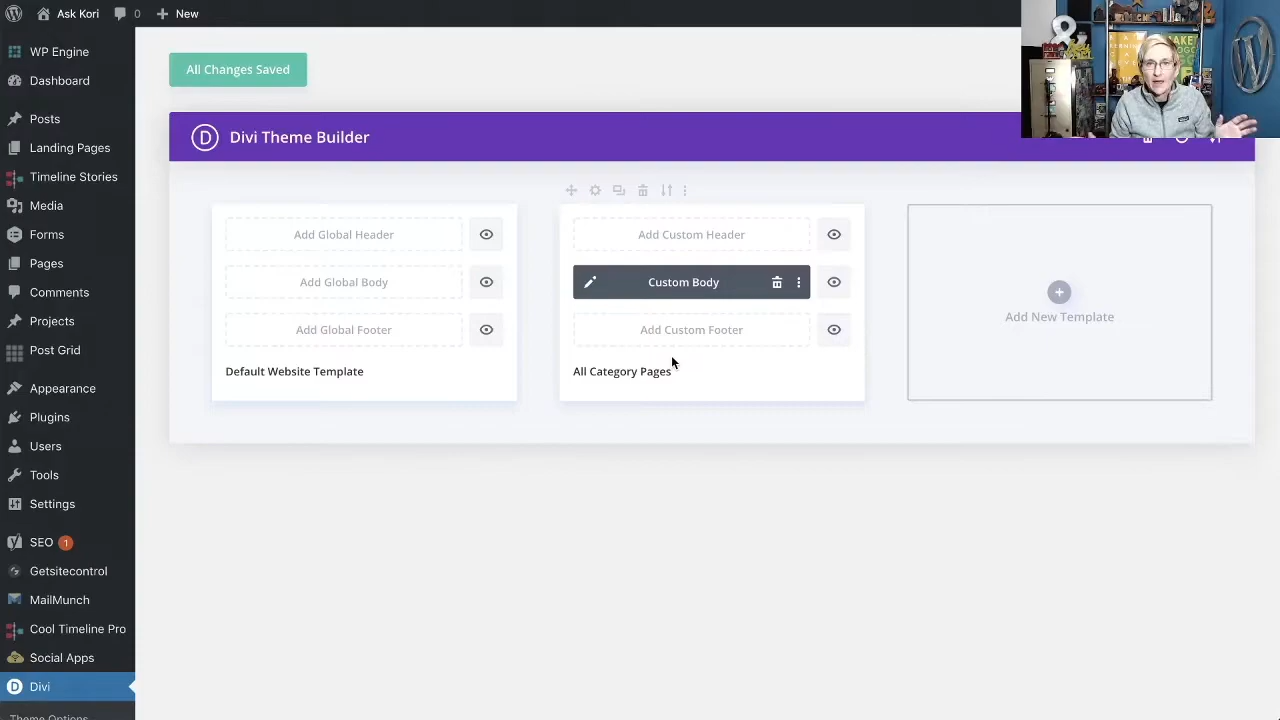 Ask Kori
0
New
WP Engine
Dashboard
Posts
Landing Pages
Timeline Stories
Media
Forms
Pages
Comments
Projects
Post Grid
Appearance
Plugins
Users
Tools
Settings
SEO 1
Getsitecontrol
MailMunch
Cool Timeline Pro
Social Apps
Divi
Theme Options
All Changes Saved
D Divi Theme Builder
Add Global Header
Add Global Body
Add Global Footer
Default Website Template
Add Custom Header
Custom Body
Add Custom Footer
All Category Pages
Add New Template
MAKE